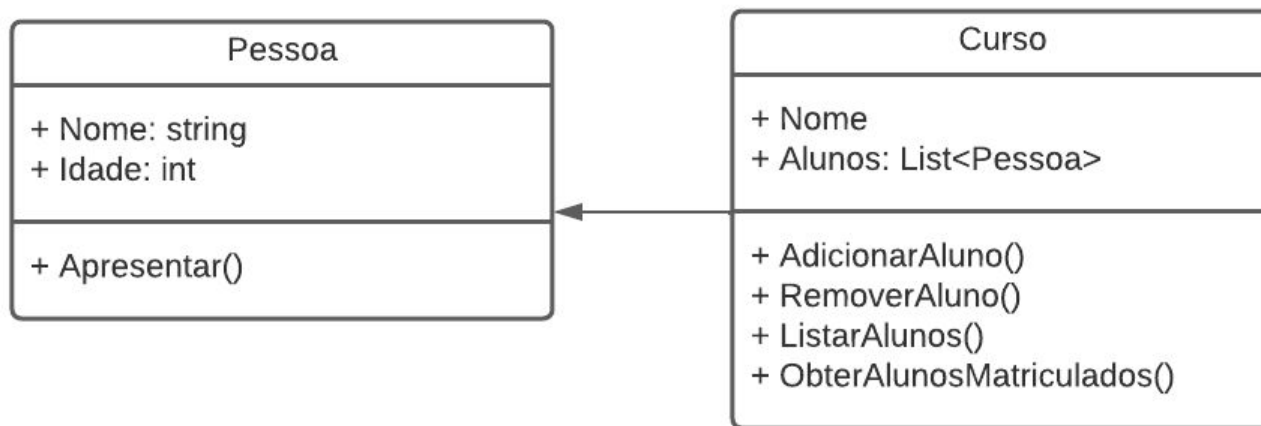 Pessoa
+ Nome: string
+ Idade: int
+ Apresentar()
Curso
+ Nome
+ Alunos: List<Pessoa>
+ AdicionarAluno()
+ RemoverAluno()
+ ListarAlunos()
+ ObterAlunosMatriculados()